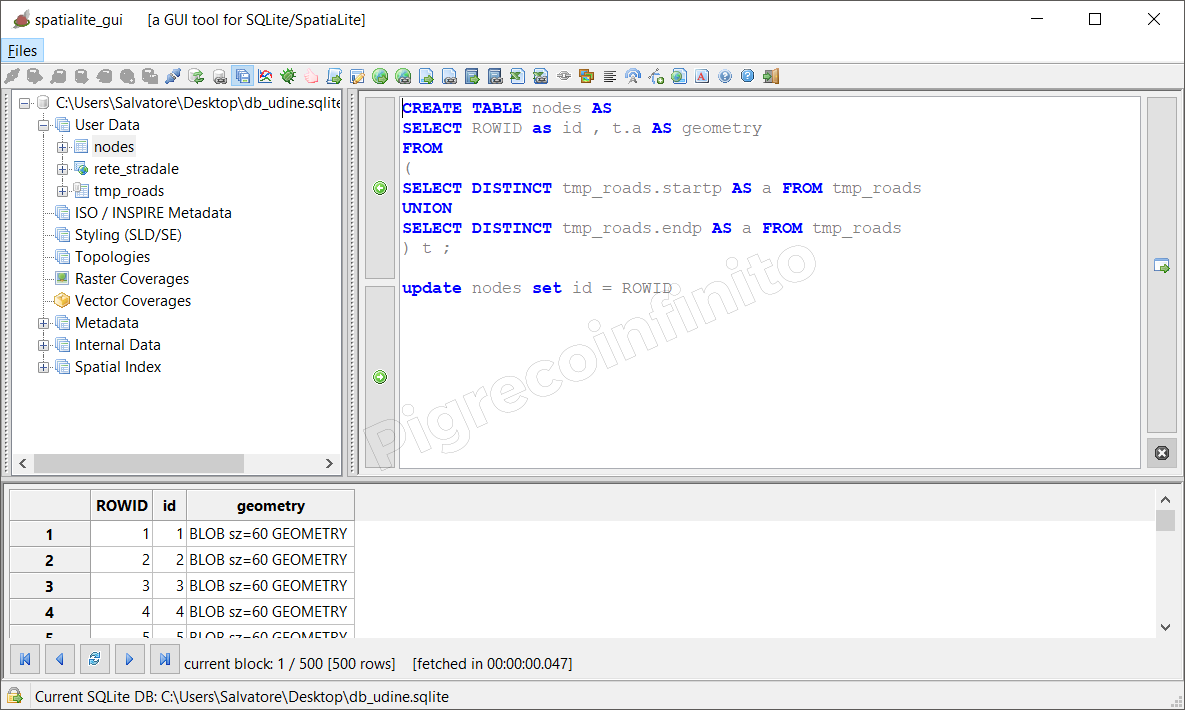 spatialite_gui [a GUI tool for SQLite/SpatiaLite]
Files
C:\Users\Salvatore\Desktop\db_udine.sqlite
User Data
nodes
rete_stradale
tmp_roads
ISO / INSPIRE Metadata
Styling (SLD/SE)
Topologies
Raster Coverages
Vector Coverages
Metadata
Internal Data
Spatial Index
CREATE TABLE nodes AS
SELECT ROWID as id , t.a AS geometry
FROM
(
SELECT DISTINCT tmp_roads.startp AS a FROM tmp_roads
UNION
SELECT DISTINCT tmp_roads.endp AS a FROM tmp_roads
) t ;
update nodes set id = ROWID
Pigrecoinfinito
ROWID id geometry
1 1 1 BLOB sz=60 GEOMETRY
2 2 2 BLOB sz=60 GEOMETRY
3 3 3 BLOB sz=60 GEOMETRY
4 4 4 BLOB sz=60 GEOMETRY
5 5 5 BLOB sz=60 GEOMETRY
current block: 1 / 500 [500 rows] [fetched in 00:00:00.047]
Current SQLite DB: C:\Users\Salvatore\Desktop\db_udine.sqlite